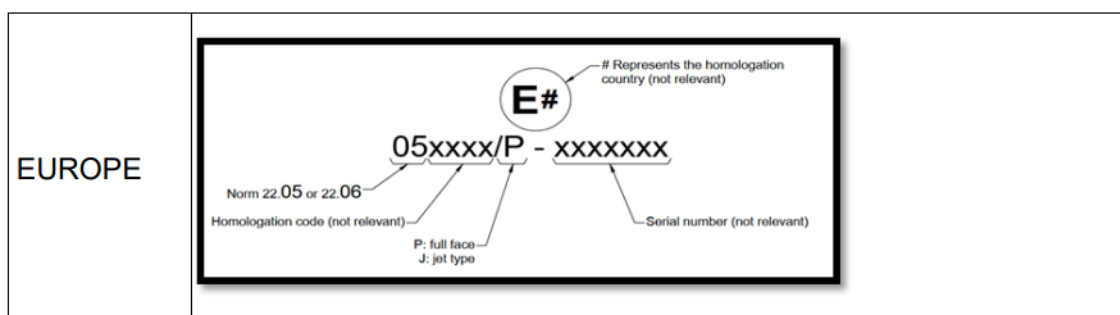 EUROPE
# Represents the homologation
country (not relevant)
E#
05xxxx/P - xxxxxxx
Norm 22.05 or 22.06
Homologation code (not relevant)
Serial number (not relevant)
P: full face
J: jet type